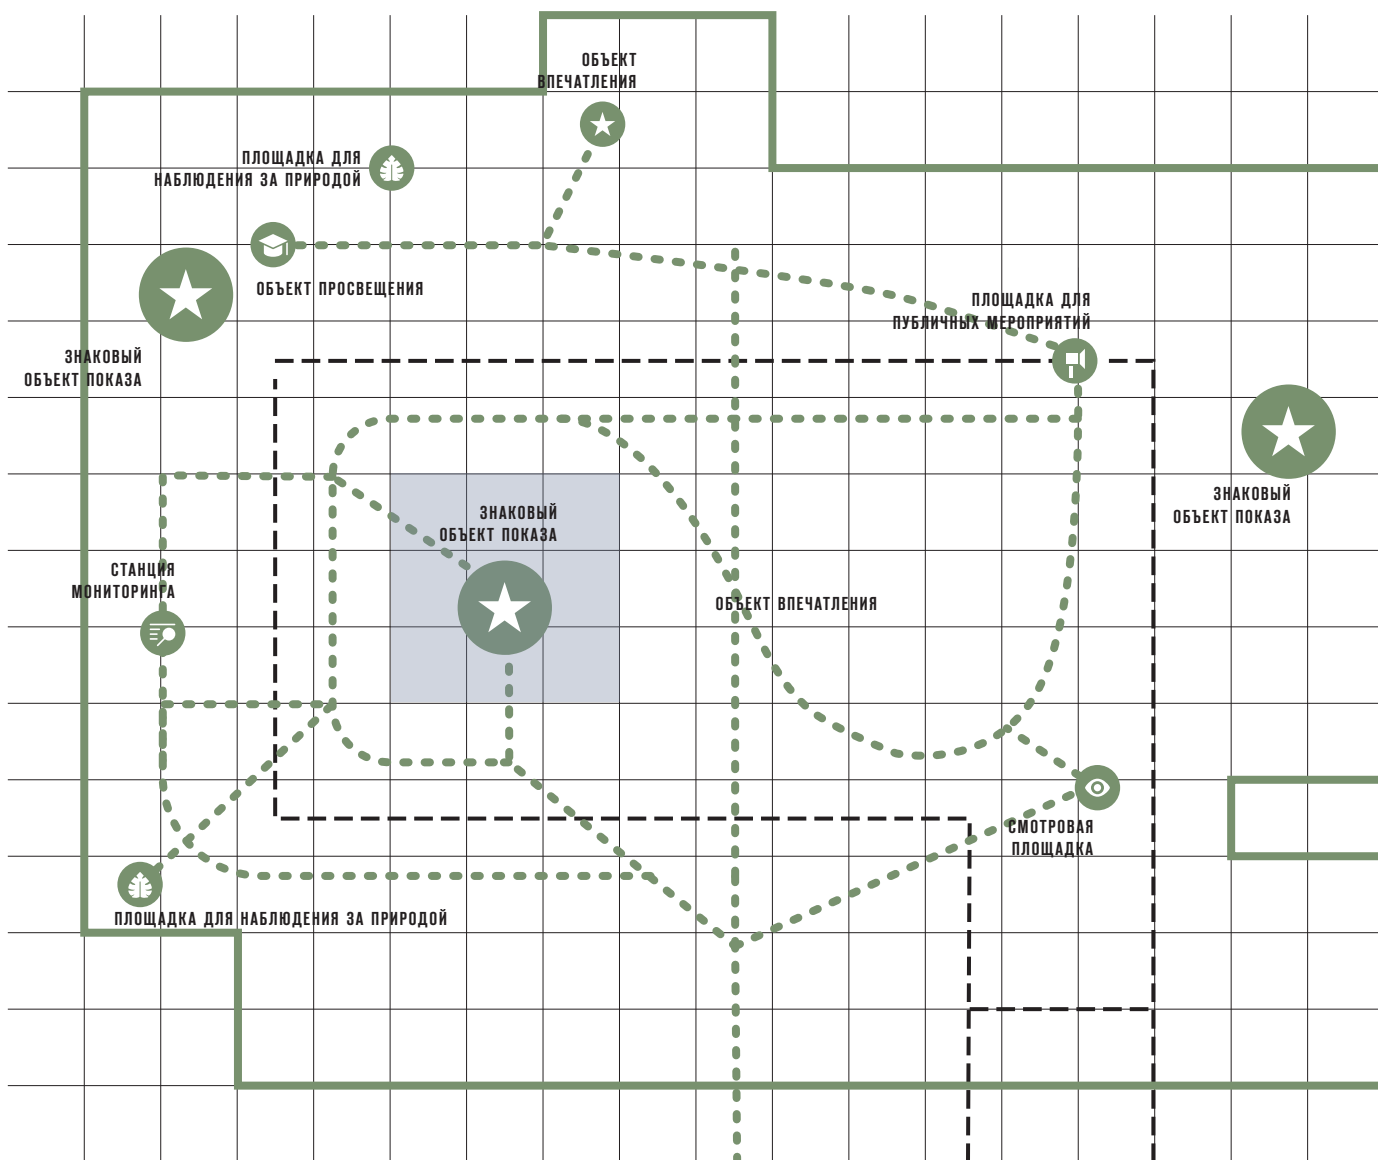 ОБЪЕКТ
ВПЕЧАТЛЕНИЯ
ПЛОЩАДКА ДЛЯ
НАБЛЮДЕНИЯ ЗА ПРИРОДОЙ
ОБЪЕКТ ПРОСВЕЩЕНИЯ
ПЛОЩАДКА ДЛЯ
ПУБЛИЧНЫХ МЕРОПРИЯТИЙ
ЗНАКОВЫЙ
ОБЪЕКТ ПОКАЗА
ЗНАКОВЫЙ
ОБЪЕКТ ПОКАЗА
ЗНАКОВЫЙ
ОБЪЕКТ ПОКАЗА
СТАНЦИЯ
МОНИТОРИНГА
ОБЪЕКТ ВПЕЧАТЛЕНИЯ
СМОТРОВАЯ
ПЛОЩАДКА
ПЛОЩАДКА ДЛЯ НАБЛЮДЕНИЯ ЗА ПРИРОДОЙ